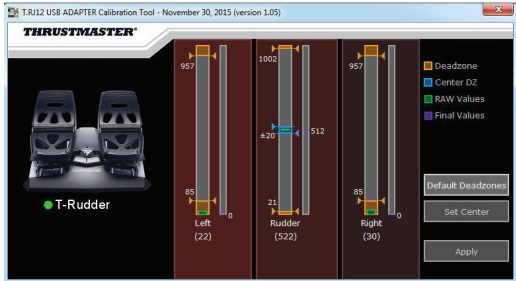 T.RJ12 USB ADAPTER Calibration Tool - November 30, 2015 (version 1.05)
THRUSTMASTER®
T-Rudder
957
85
0
Left
(22)
1002
±20
512
21
Rudder
(522)
957
85
0
Right
(30)
Deadzone
Center DZ
RAW Values
Final Values
Default Deadzones
Set Center
Apply